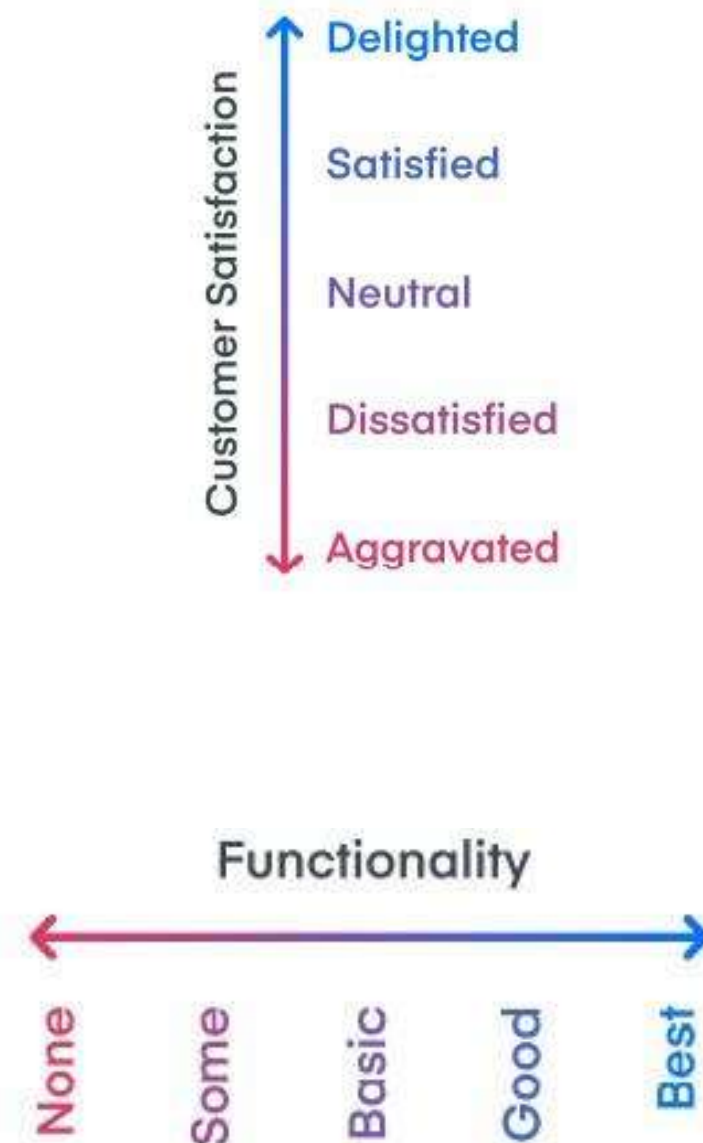 Customer Satisfaction
Delighted
Satisfied
Neutral
Dissatisfied
Aggravated
Functionality
None
Some
Basic
Good
Best